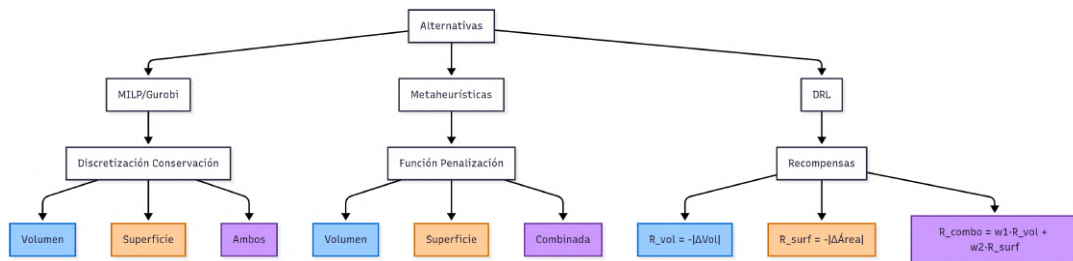 Alternativas
MILP/Gurobi
Metaheurísticas
DRL
Discretización Conservación
Función Penalización
Recompensas
Volumen
Superficie
Ambos
Volumen
Superficie
Combinada
R_vol = -|ΔVol|
R_surf = -|ΔÁrea|
R_combo = w1·R_vol +
w2·R_surf